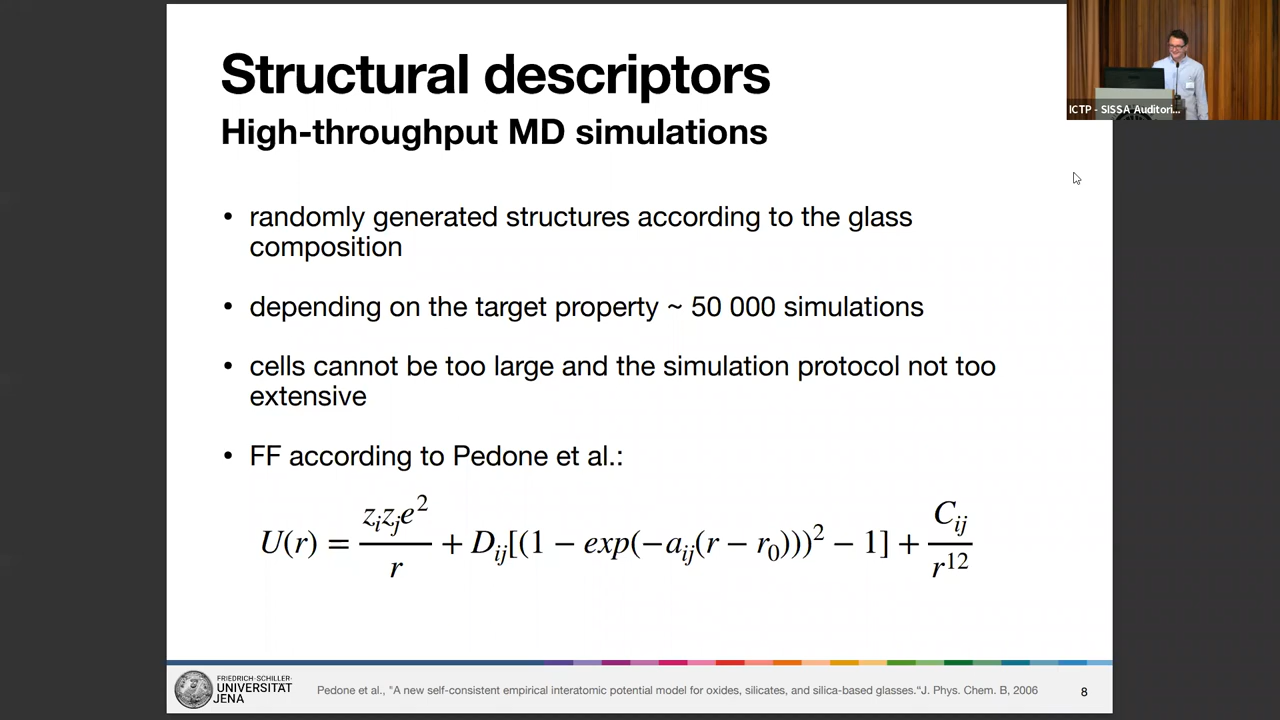 Structural descriptors
High-throughput MD simulations
ICTP - SISSA Auditori...
• randomly generated structures according to the glass
composition
• depending on the target property ~ 50 000 simulations
• cells cannot be too large and the simulation protocol not too
extensive
• FF according to Pedone et al.:
U(r) = z_i z_j e^2 / r + D_ij[(1 − exp(−a_ij(r − r_0)))^2 − 1] + C_ij / r^12
FRIEDRICH-SCHILLER-
UNIVERSITÄT
JENA
Pedone et al., "A new self-consistent empirical interatomic potential model for oxides, silicates, and silica-based glasses."J. Phys. Chem. B, 2006
8